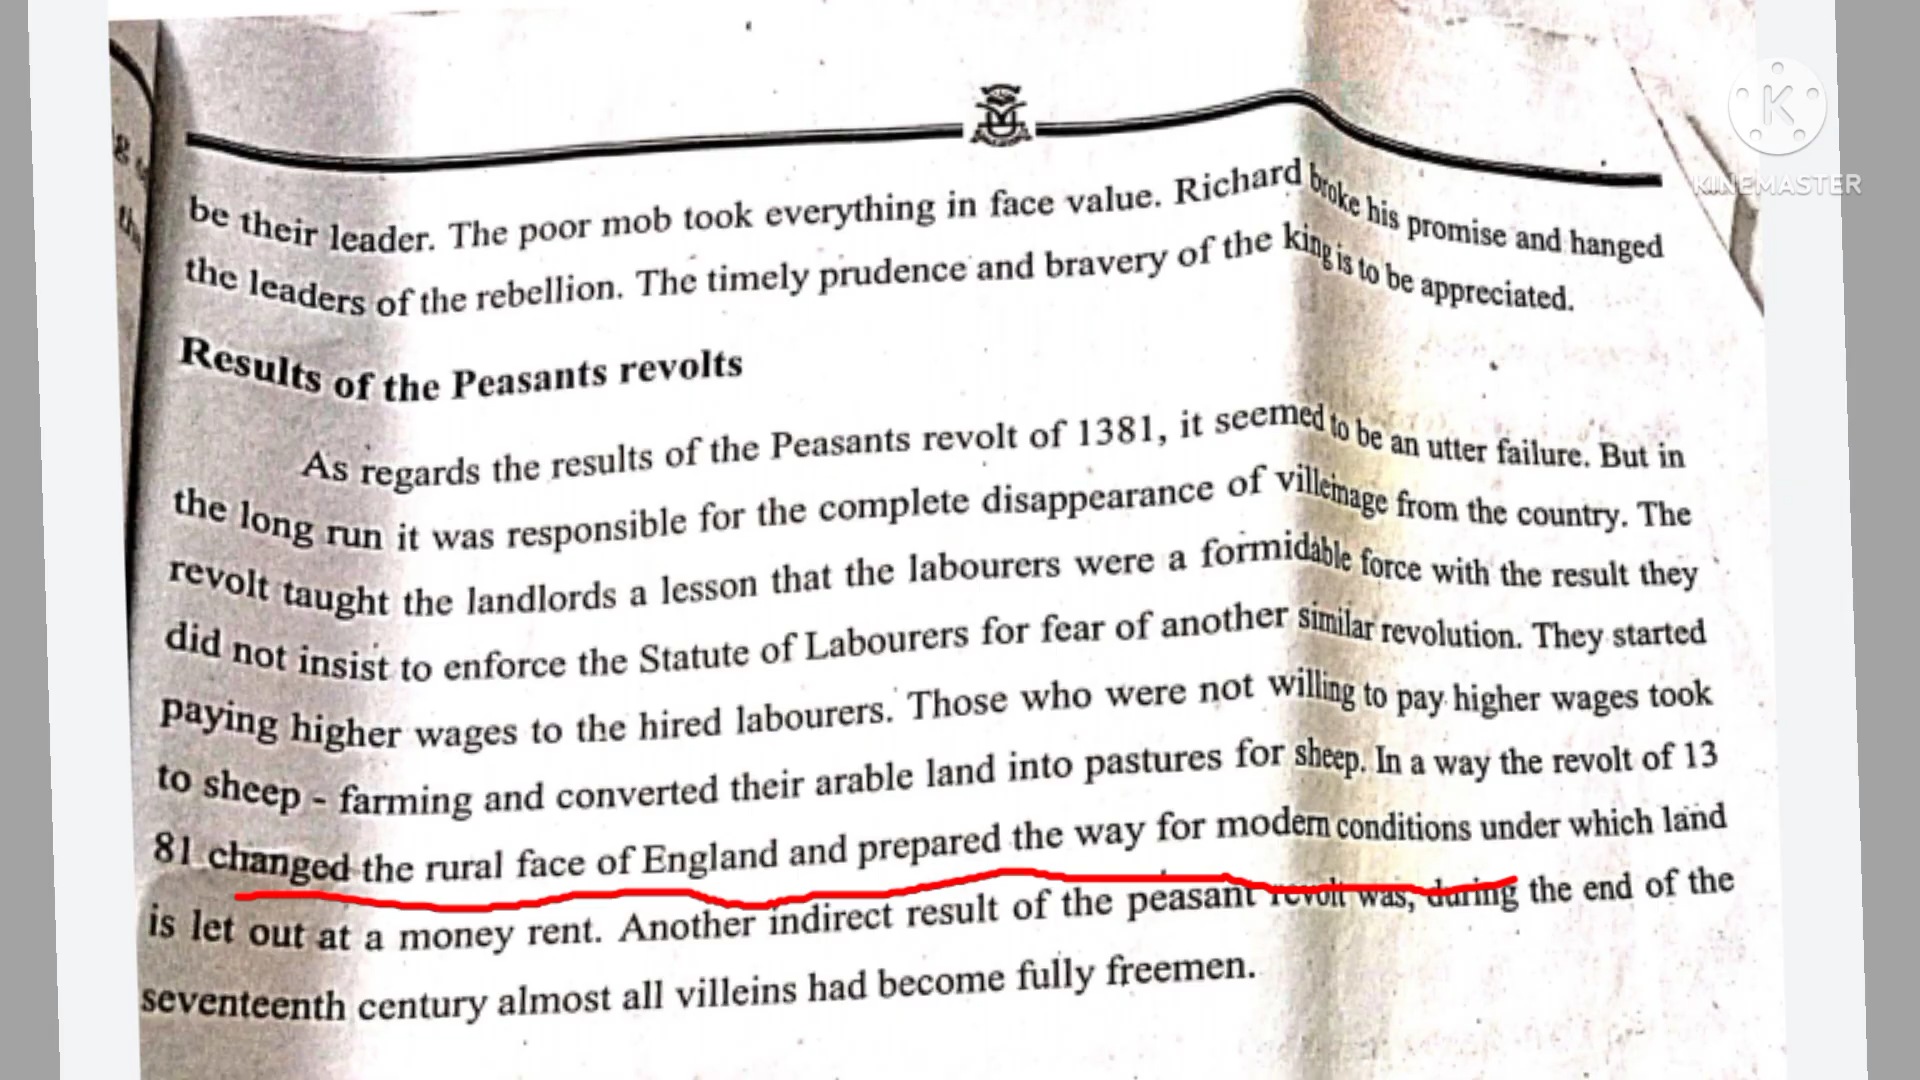 KINEMASTER
be their leader. The poor mob took everything in face value. Richard broke his promise and hanged
the leaders of the rebellion. The timely prudence and bravery of the king is to be appreciated.
Results of the Peasants revolts
As regards the results of the Peasants revolt of 1381, it seemed to be an utter failure. But in
the long run it was responsible for the complete disappearance of villeinage from the country. The
revolt taught the landlords a lesson that the labourers were a formidable force with the result they
did not insist to enforce the Statute of Labourers for fear of another similar revolution. They started
paying higher wages to the hired labourers. Those who were not willing to pay higher wages took
to sheep - farming and converted their arable land into pastures for sheep. In a way the revolt of 13
81 changed the rural face of England and prepared the way for modern conditions under which land
is let out at a money rent. Another indirect result of the peasant revolt was, during the end of the
seventeenth century almost all villeins had become fully freemen.